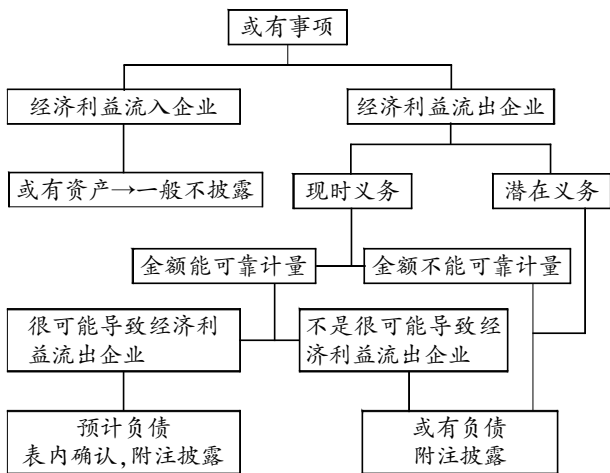 或有事项
经济利益流入企业
经济利益流出企业
或有资产→一般不披露
现时义务
潜在义务
金额能可靠计量
金额不能可靠计量
很可能导致经济利
益流出企业
不是很可能导致经
济利益流出企业
预计负债
表内确认,附注披露
或有负债
附注披露